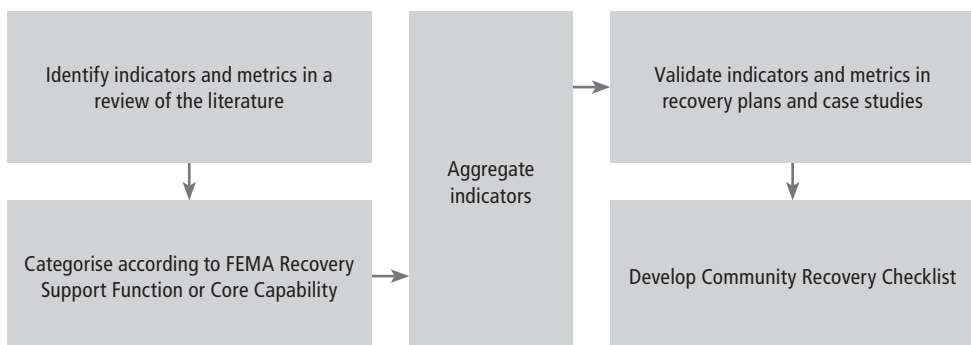 Identify indicators and metrics in a
review of the literature
Categorise according to FEMA Recovery
Support Function or Core Capability
Aggregate
indicators
Validate indicators and metrics in
recovery plans and case studies
Develop Community Recovery Checklist